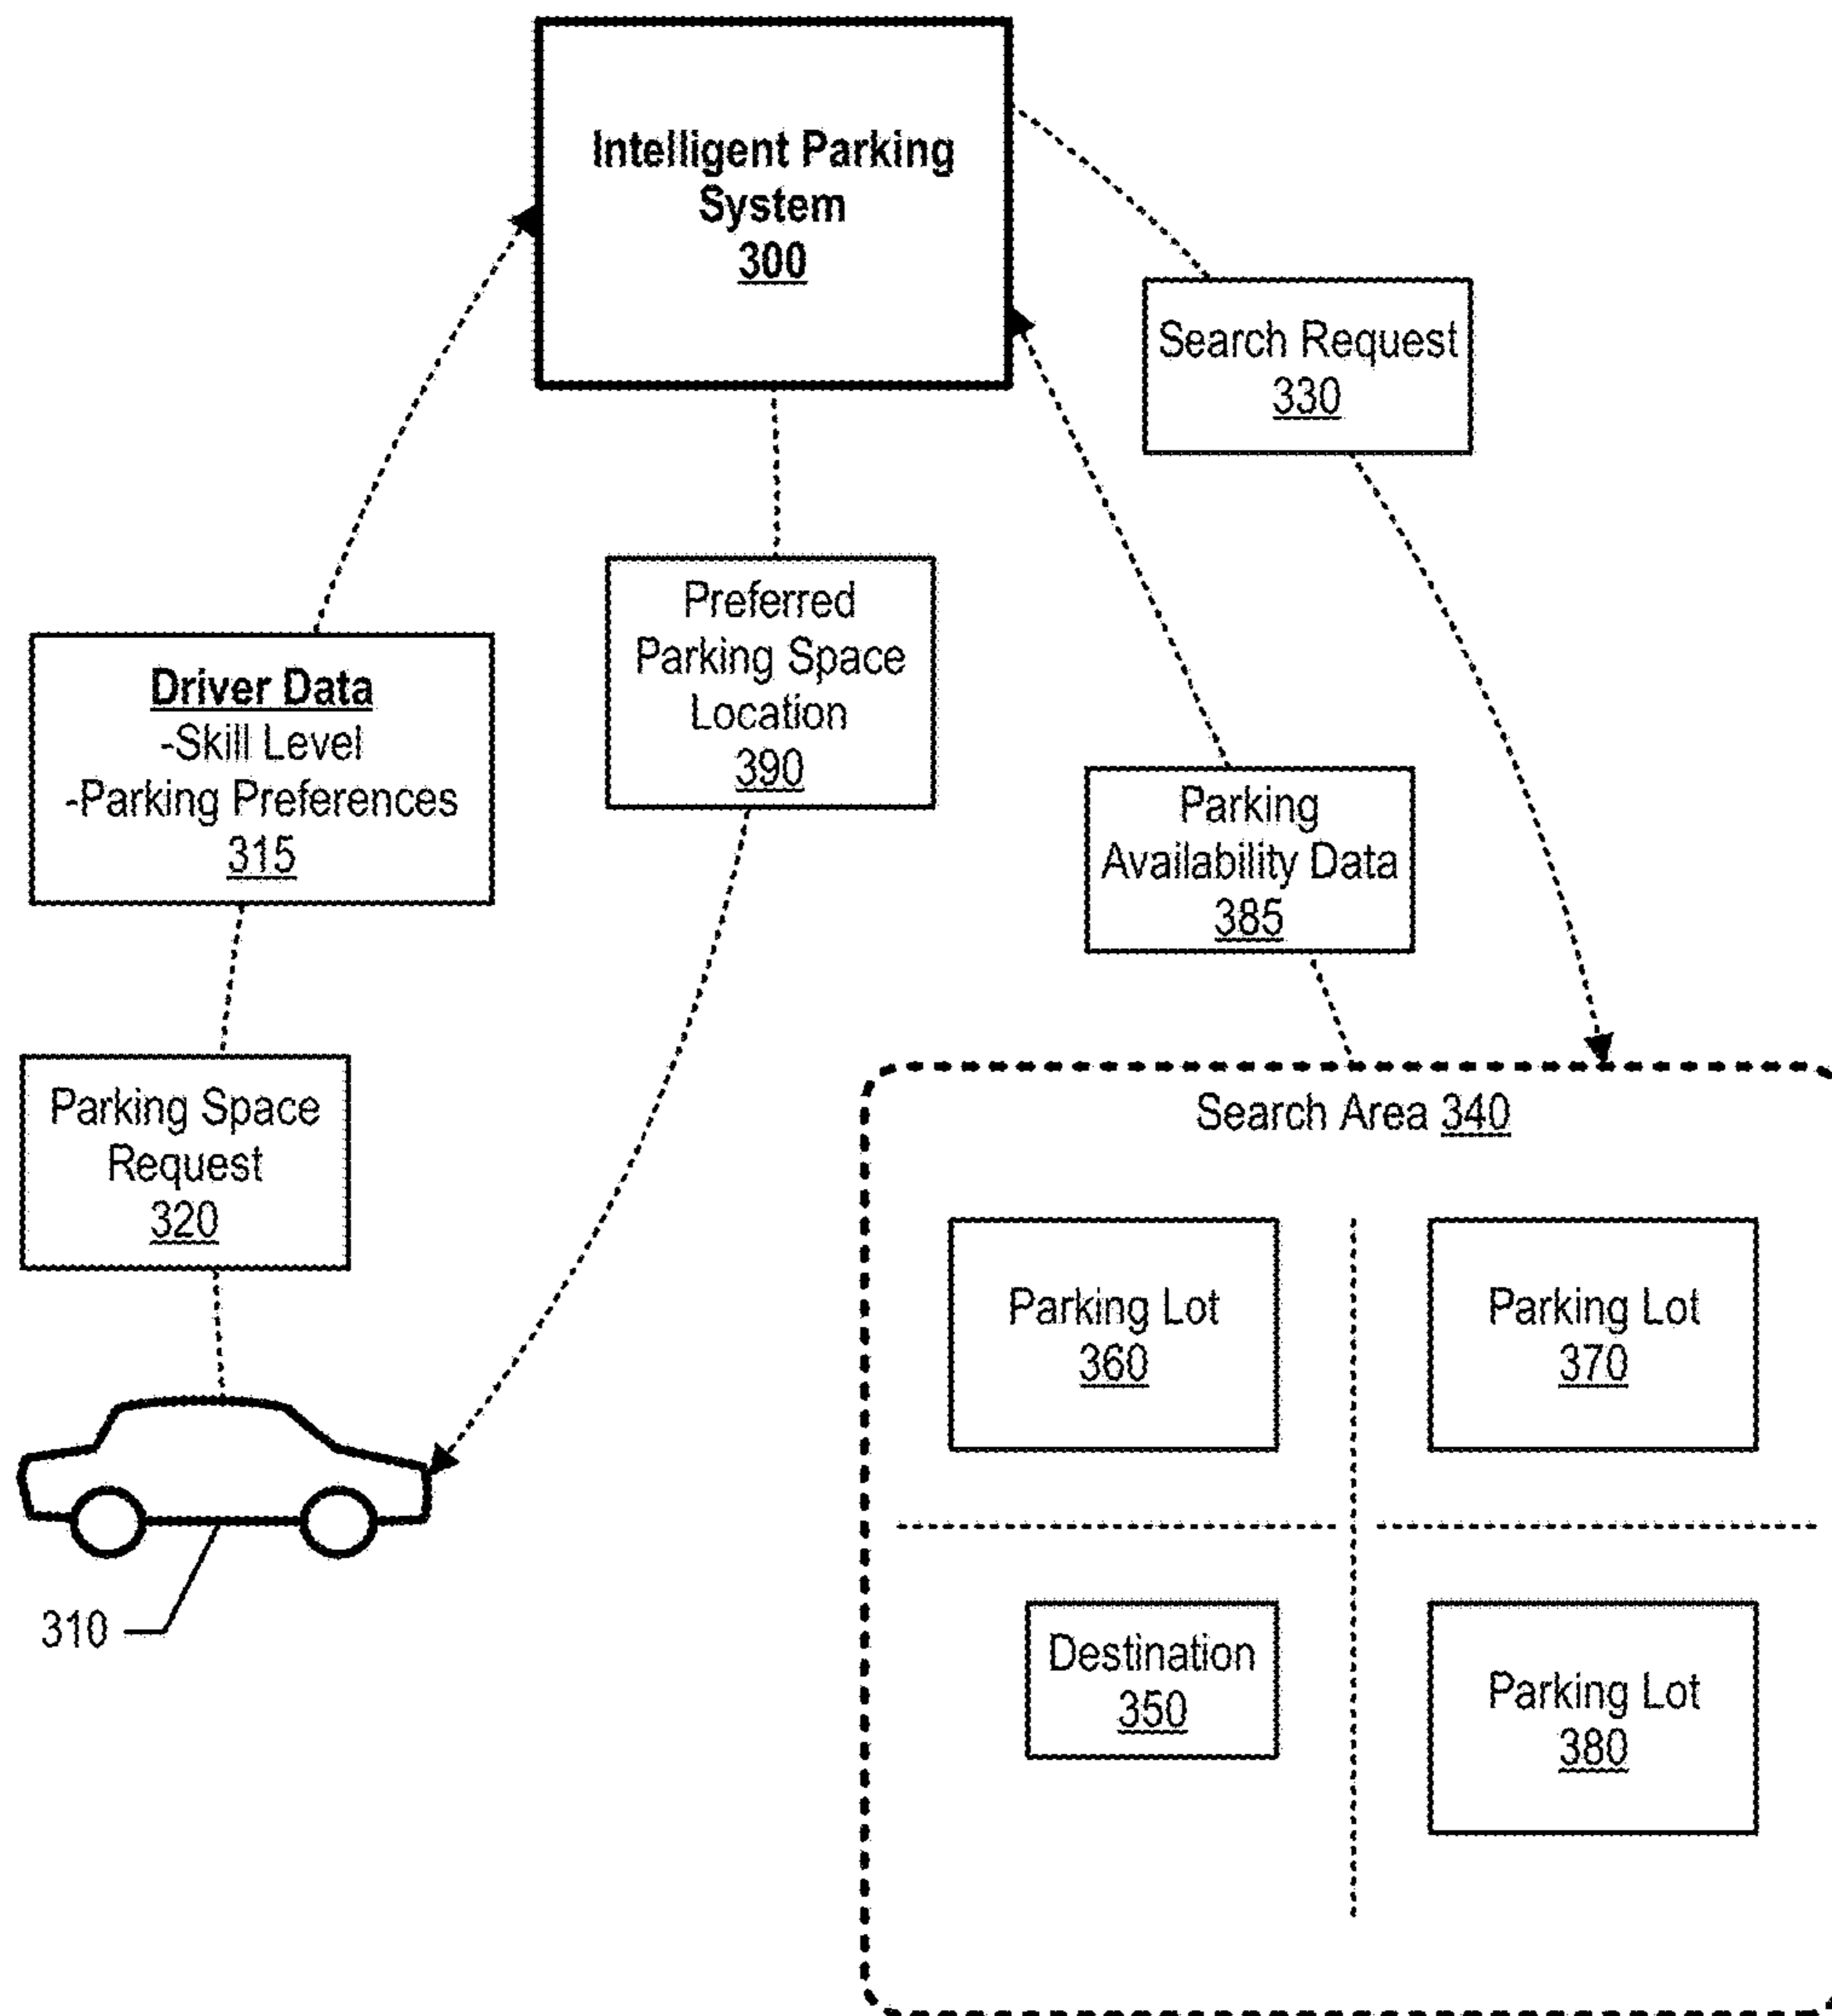 Intelligent Parking
System
300
Search Request
330
Preferred
Parking Space
Location
390
Driver Data
-Skill Level
-Parking Preferences
315
Parking
Availability Data
385
Parking Space
Request
320
Search Area 340
Parking Lot
360
Parking Lot
370
310
Destination
350
Parking Lot
380